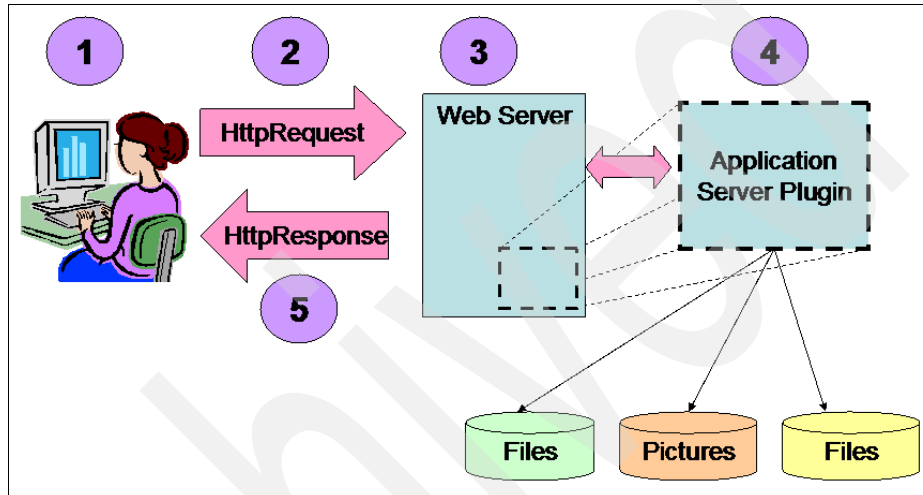 1
2
3
4
HttpRequest
Web Server
Application
Server Plugin
HttpResponse
5
Files
Pictures
Files